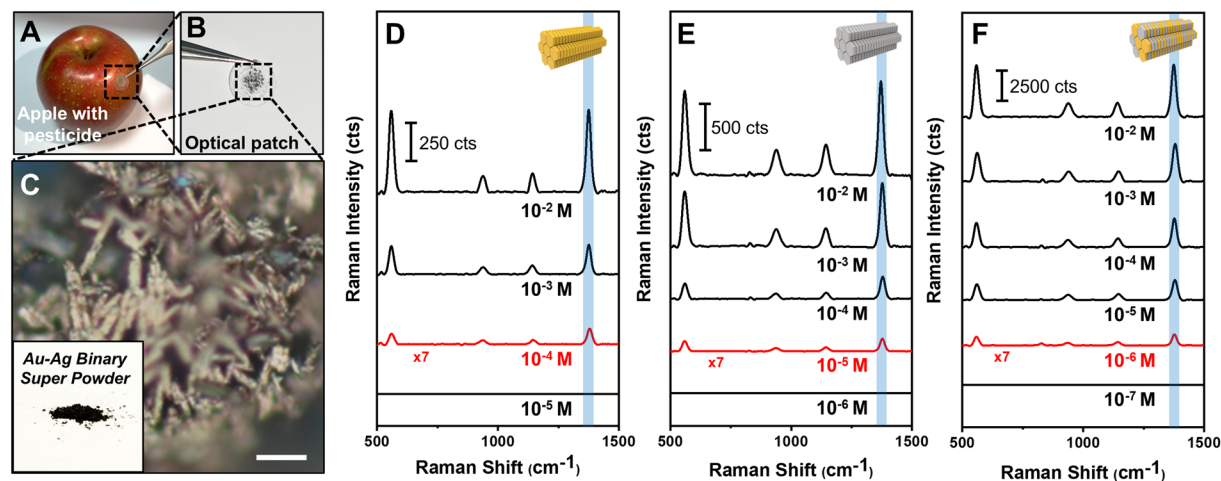 A
Apple with
pesticide
B
Optical patch
C
Au-Ag Binary
Super Powder
D
250 cts
10⁻² M
10⁻³ M
x7
10⁻⁴ M
10⁻⁵ M
Raman Intensity (cts)
500
1000
1500
Raman Shift (cm⁻¹)
E
500 cts
10⁻² M
10⁻³ M
10⁻⁴ M
x7
10⁻⁵ M
10⁻⁶ M
Raman Intensity (cts)
500
1000
1500
Raman Shift (cm⁻¹)
F
2500 cts
10⁻² M
10⁻³ M
10⁻⁴ M
10⁻⁵ M
x7
10⁻⁶ M
10⁻⁷ M
Raman Intensity (cts)
500
1000
1500
Raman Shift (cm⁻¹)